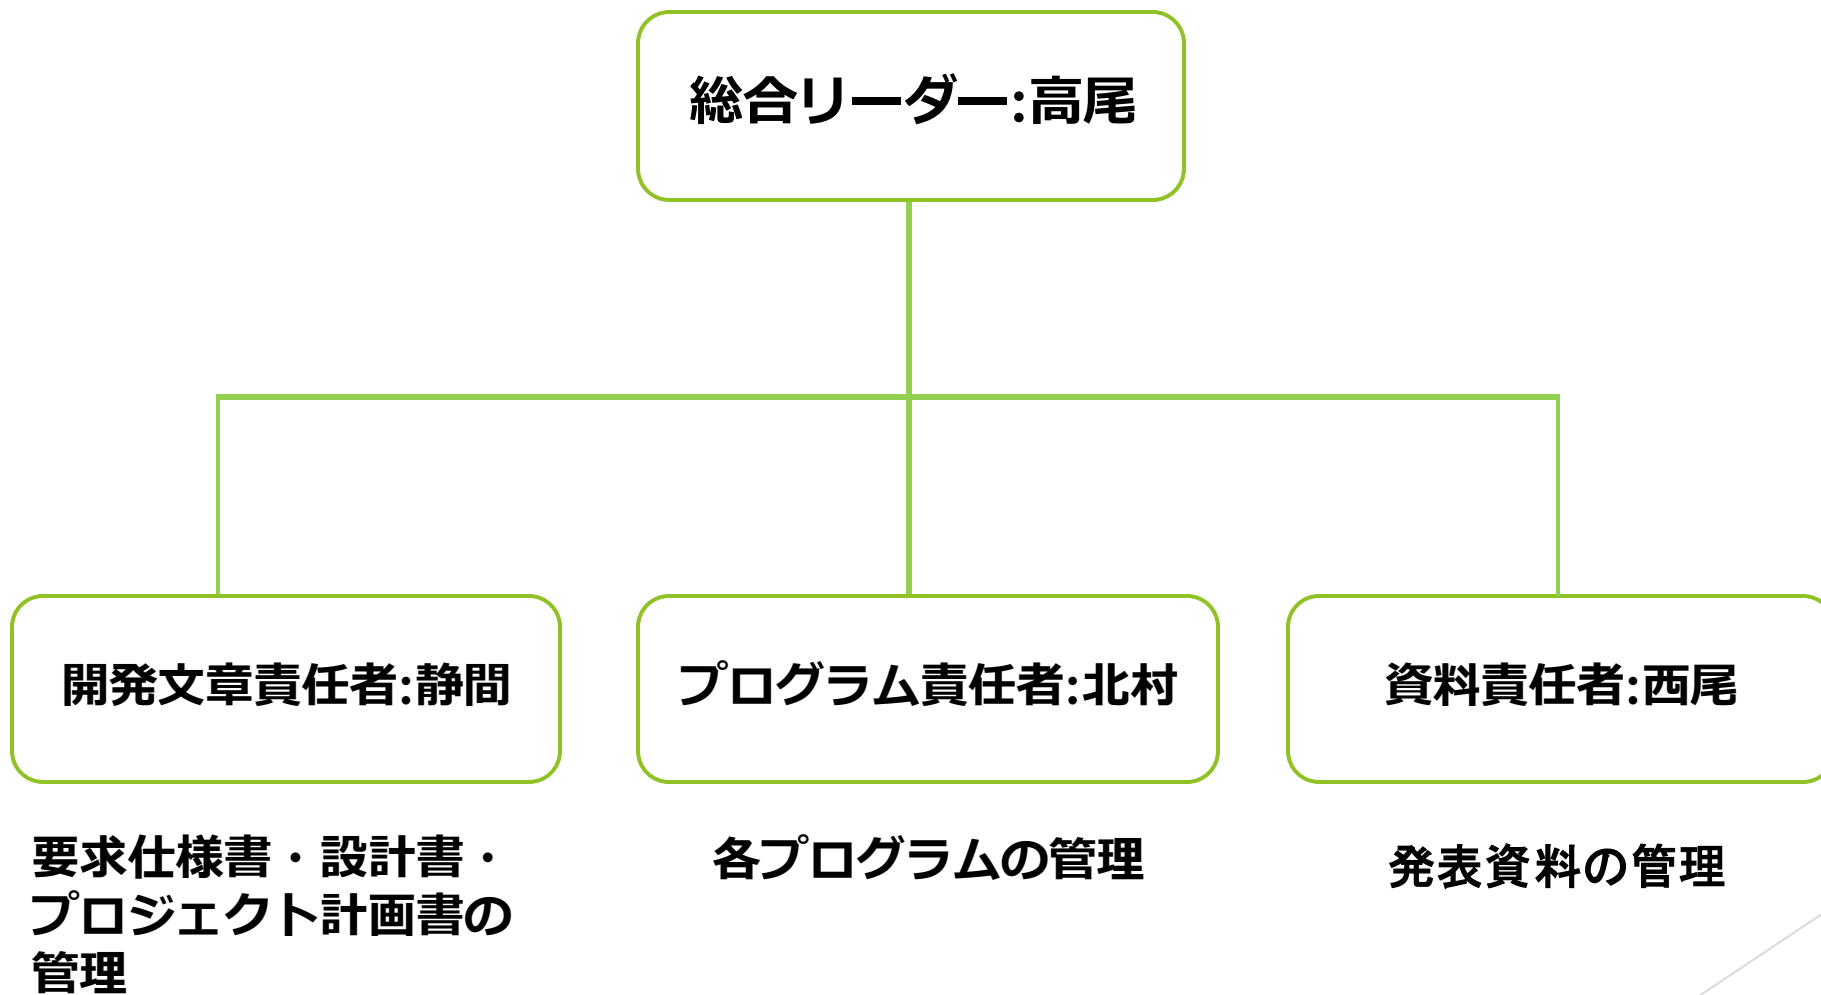 総合リーダー:高尾
開発文章責任者:静間
プログラム責任者:北村
資料責任者:西尾
要求仕様書・設計書・
プロジェクト計画書の
管理
各プログラムの管理
発表資料の管理